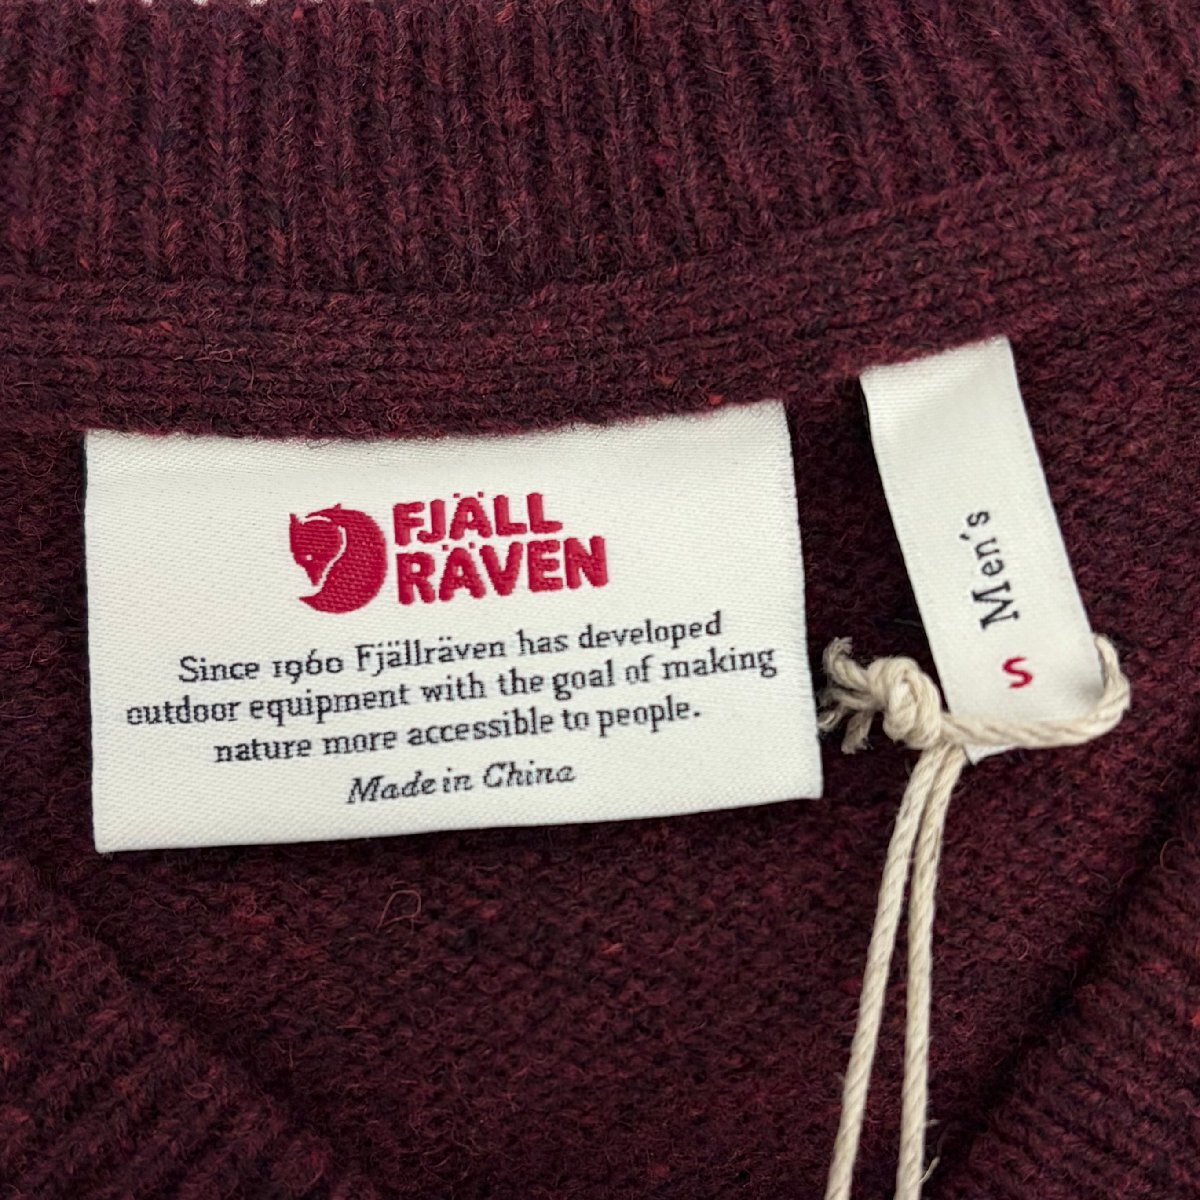 FJÄLL
RÄVEN
Since 1960 Fjällräven has developed
outdoor equipment with the goal of making
nature more accessible to people.
Made in China
Men's
S